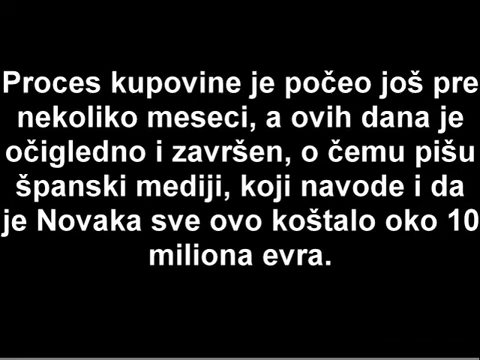 Proces kupovine je počeo još pre
nekoliko meseci, a ovih dana je
očigledno i završen, o čemu pišu
španski mediji, koji navode i da
je Novaka sve ovo koštalo oko 10
miliona evra.